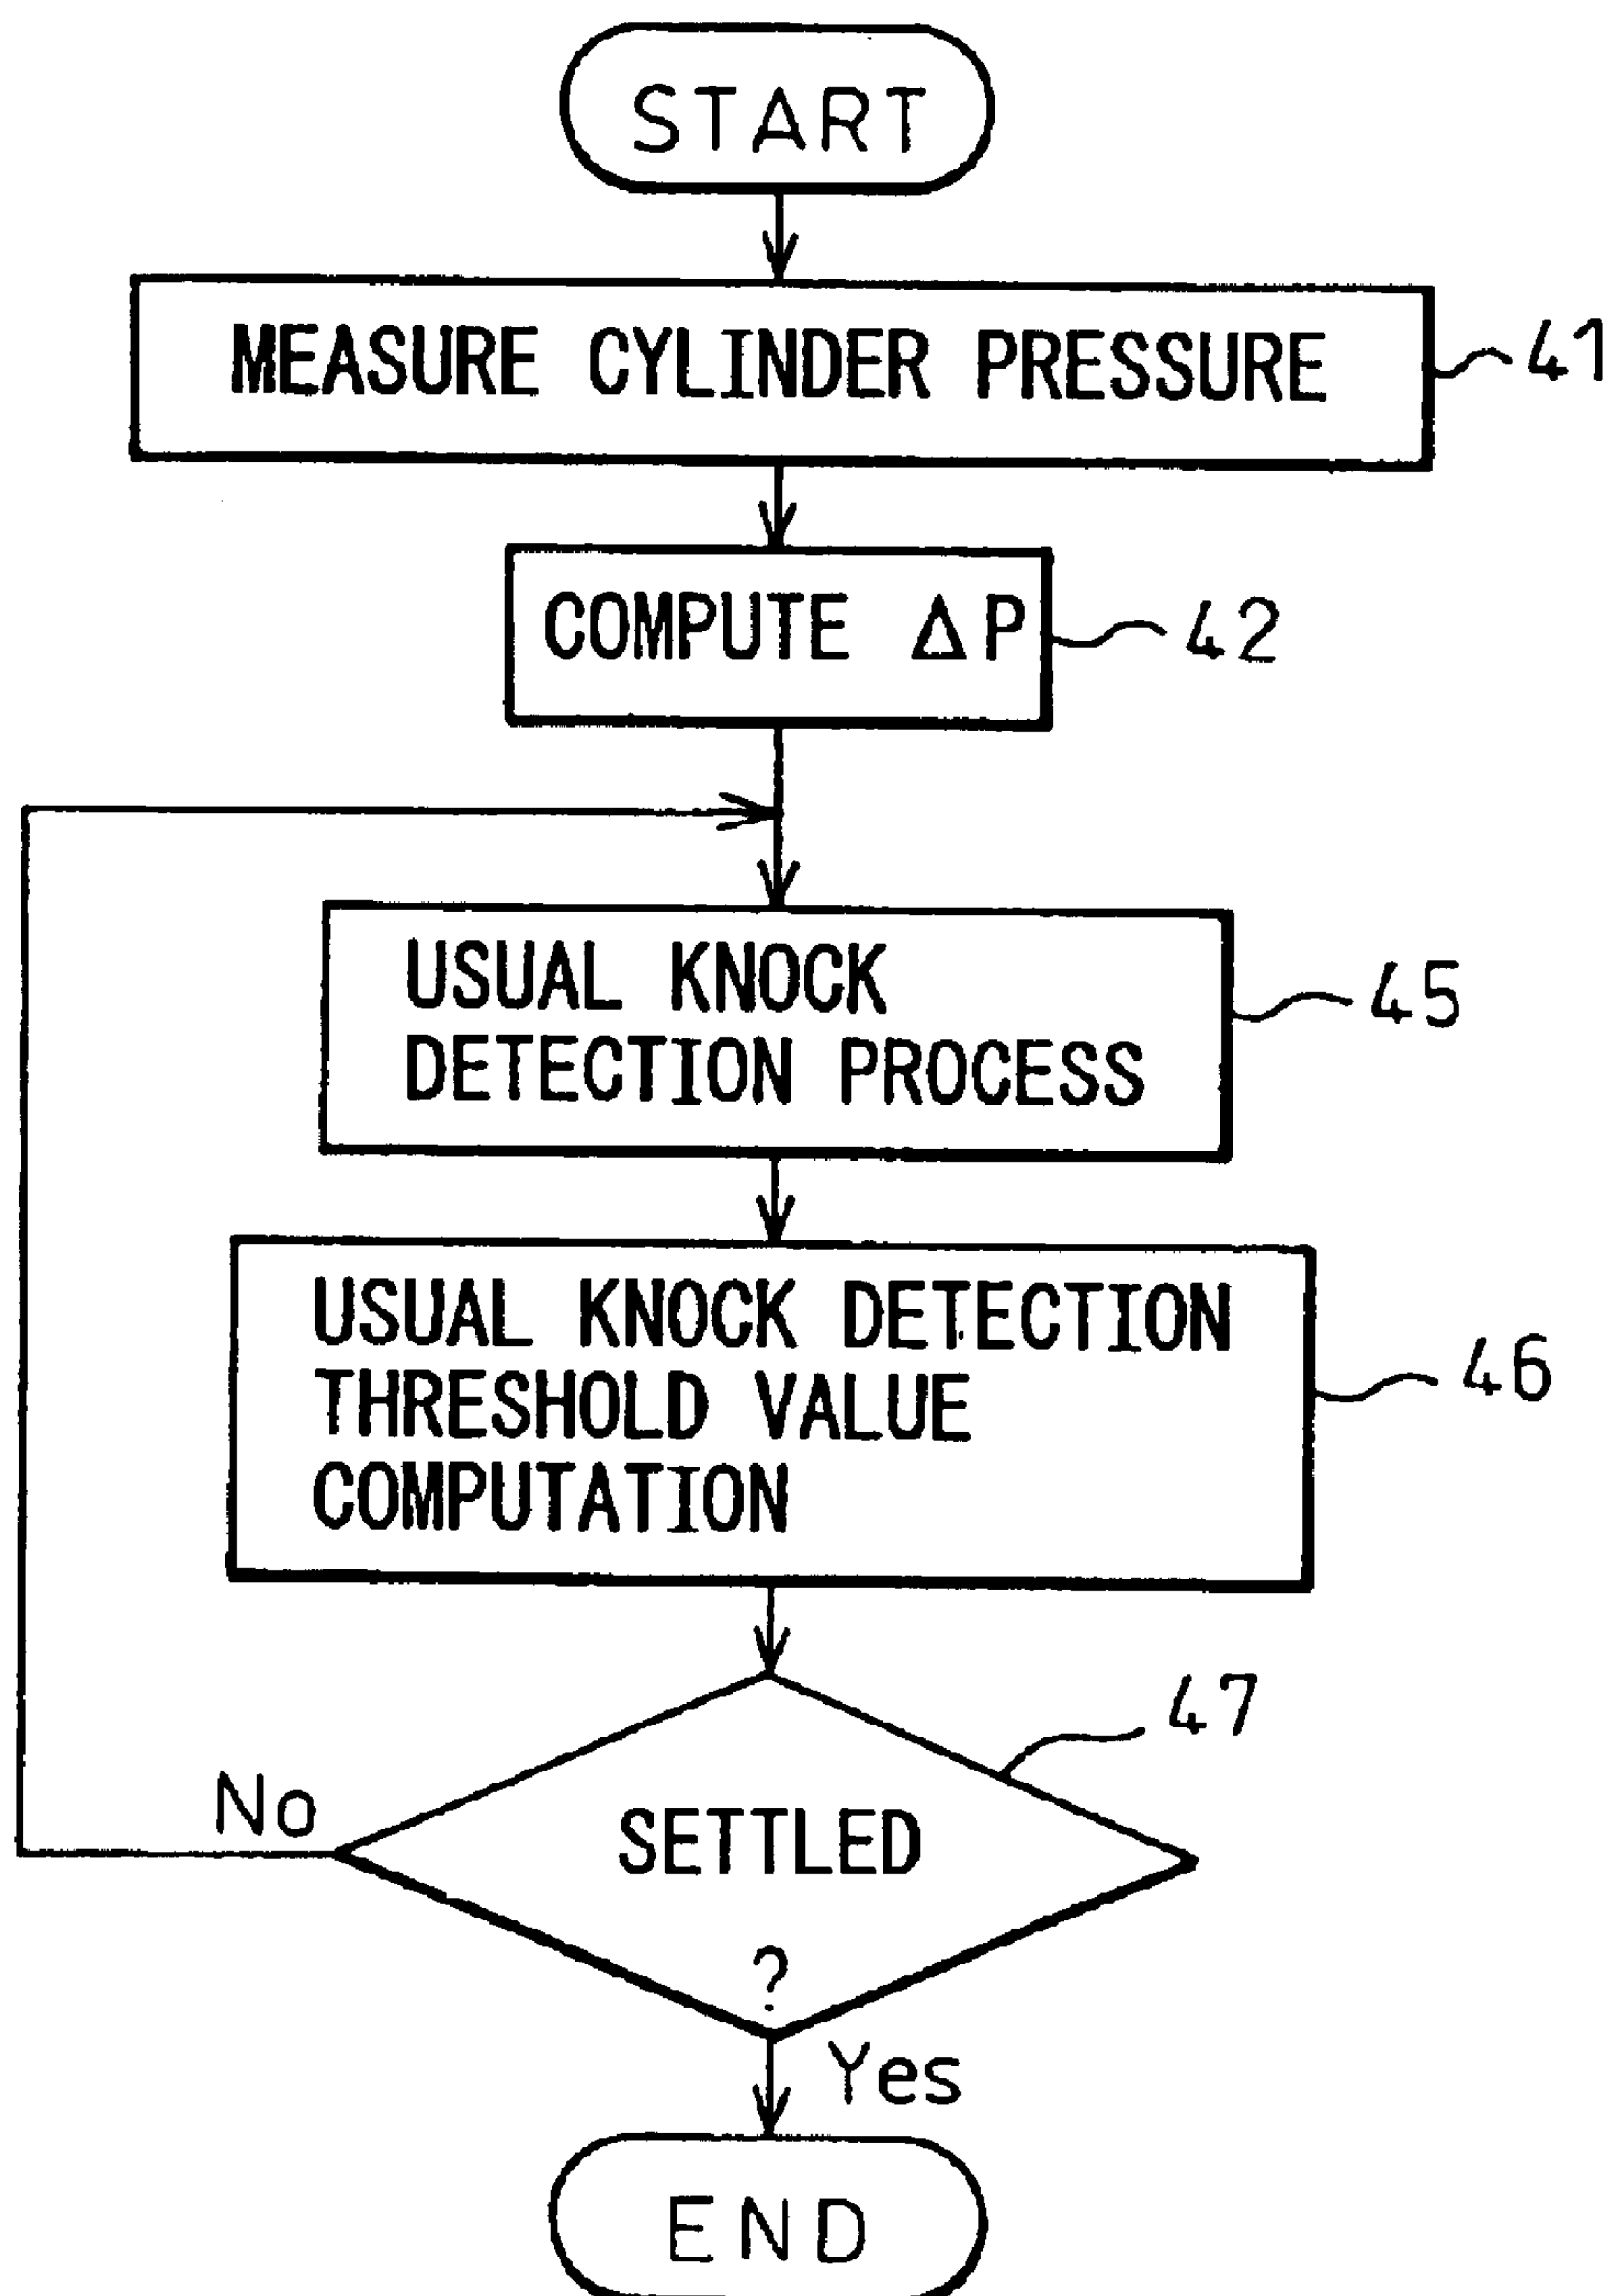 START
MEASURE CYLINDER PRESSURE
41
COMPUTE ΔP
42
USUAL KNOCK
DETECTION PROCESS
45
USUAL KNOCK DETECTION
THRESHOLD VALUE
COMPUTATION
46
47
No
SETTLED
?
Yes
END